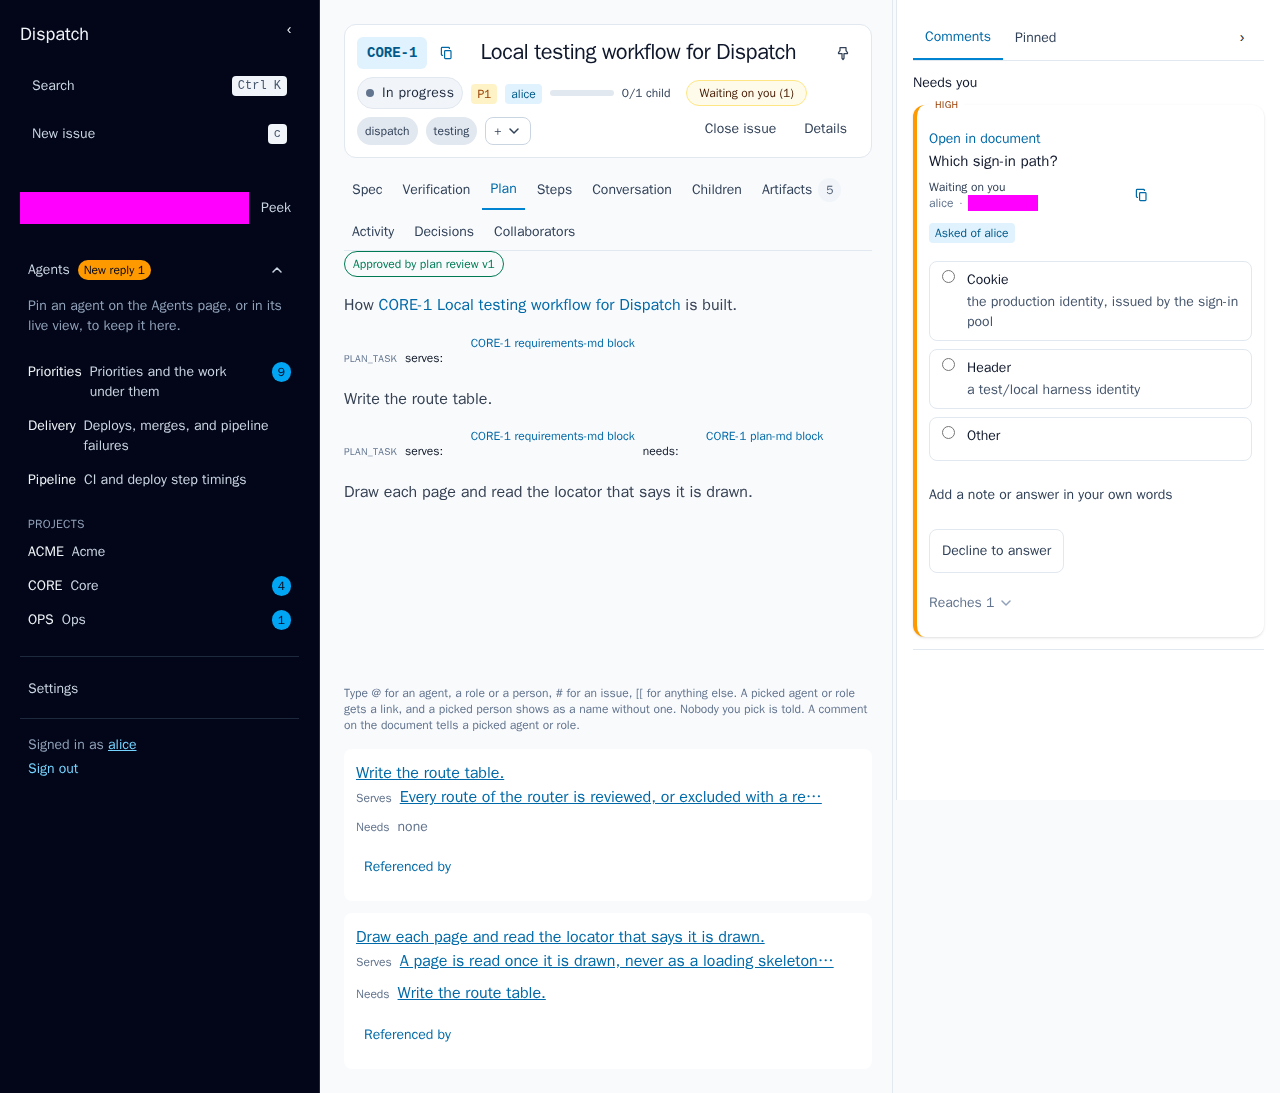 Dispatch
Search
Ctrl K
New issue
C
Peek
Agents
New reply 1
Pin an agent on the Agents page, or in its
live view, to keep it here.
Priorities
Priorities and the work
under them
9
Delivery
Deploys, merges, and pipeline
failures
Pipeline
CI and deploy step timings
PROJECTS
ACME
Acme
CORE
Core
4
OPS
Ops
1
Settings
Signed in as alice
Sign out
CORE-1
Local testing workflow for Dispatch
In progress
P1
alice
0/1 child
Waiting on you (1)
dispatch
testing
+
Close issue
Details
Spec
Verification
Plan
Steps
Conversation
Children
Artifacts
5
Activity
Decisions
Collaborators
Approved by plan review v1
How CORE-1 Local testing workflow for Dispatch is built.
PLAN_TASK
serves:
CORE-1 requirements-md block
Write the route table.
PLAN_TASK
serves:
CORE-1 requirements-md block
needs:
CORE-1 plan-md block
Draw each page and read the locator that says it is drawn.
Type @ for an agent, a role or a person, # for an issue, [[ for anything else. A picked agent or role
gets a link, and a picked person shows as a name without one. Nobody you pick is told. A comment
on the document tells a picked agent or role.
Write the route table.
Serves
Every route of the router is reviewed, or excluded with a re···
Needs
none
Referenced by
Draw each page and read the locator that says it is drawn.
Serves
A page is read once it is drawn, never as a loading skeleton···
Needs
Write the route table.
Referenced by
Comments
Pinned
Needs you
HIGH
Open in document
Which sign-in path?
Waiting on you
alice ·
Asked of alice
Cookie
the production identity, issued by the sign-in
pool
Header
a test/local harness identity
Other
Add a note or answer in your own words
Decline to answer
Reaches 1